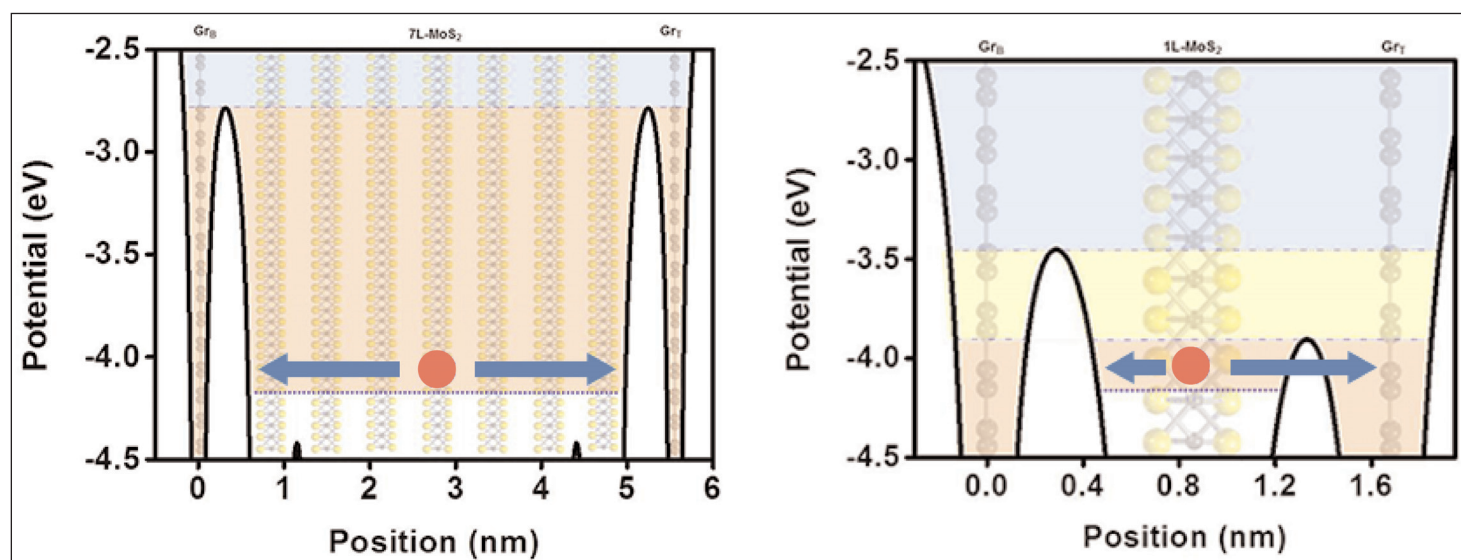 Gr_B 7L-MoS₂ Gr_T
-2.5
-3.0
-3.5
-4.0
-4.5
Potential (eV)
0 1 2 3 4 5 6
Position (nm)
Gr_B 1L-MoS₂ Gr_T
-2.5
-3.0
-3.5
-4.0
-4.5
Potential (eV)
0.0 0.4 0.8 1.2 1.6
Position (nm)